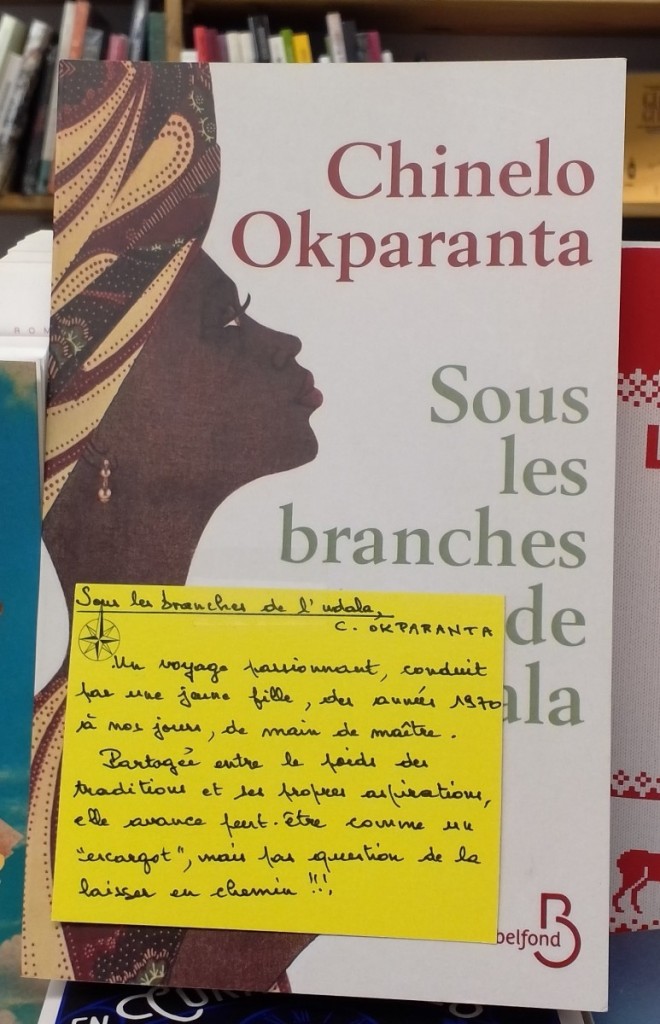 Chinelo
Okparanta
Sous
les
branches
de
ala
belfond
Sous les branches de l'udala,
C. OKPARANTA
Un voyage passionnant, conduit
par une jeune fille, des années 1970
à nos jours, de main de maître.
Partagée entre le poids des
traditions et ses propres aspirations,
elle avance peut-être comme un
"escargot", mais pas question de la
laisser en chemin !!!
ROM
L
EN